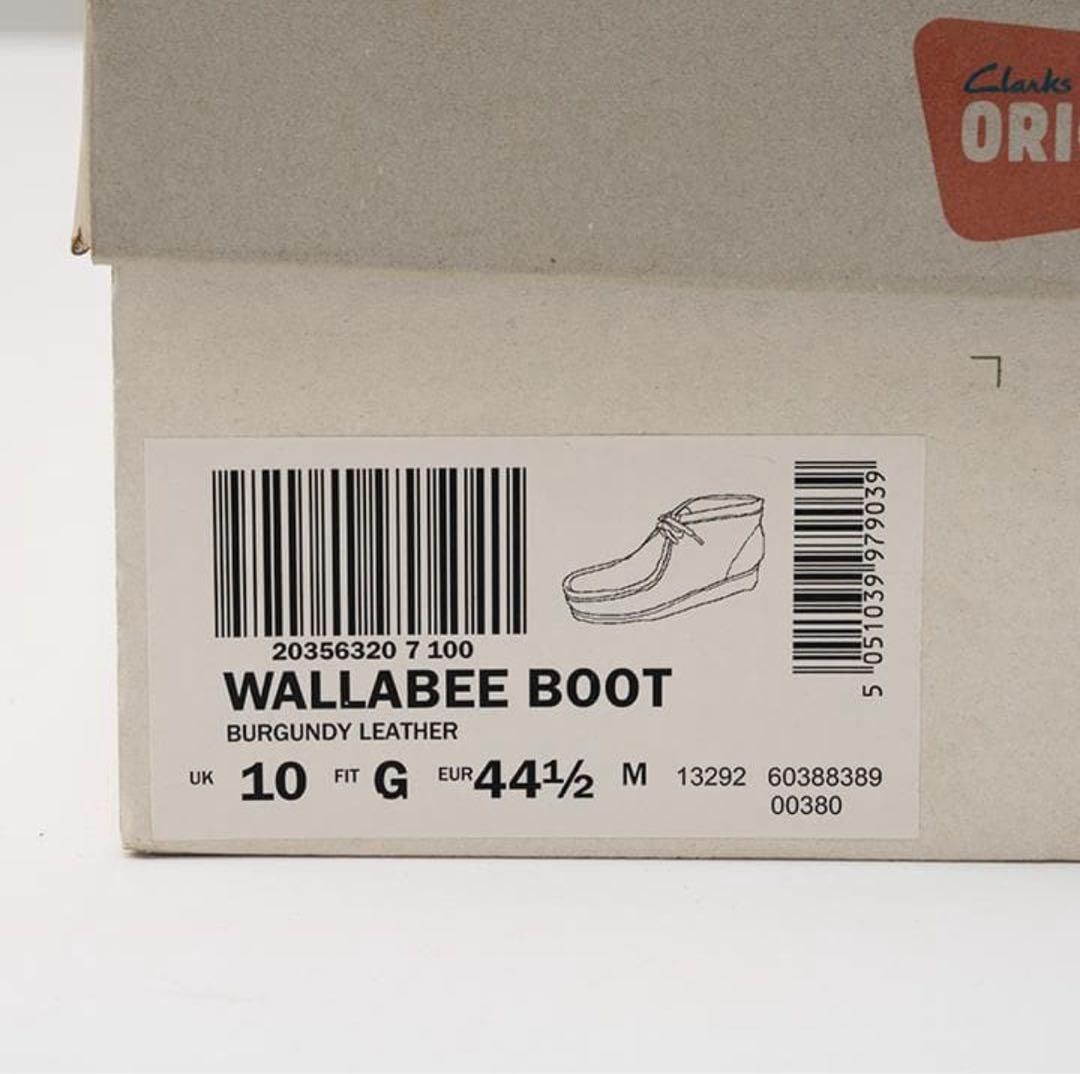 Clarks
ORI
20356320 7 100
WALLABEE BOOT
BURGUNDY LEATHER
UK 10 FIT G EUR 44½ M 13292 60388389
00380
5 051039 979039